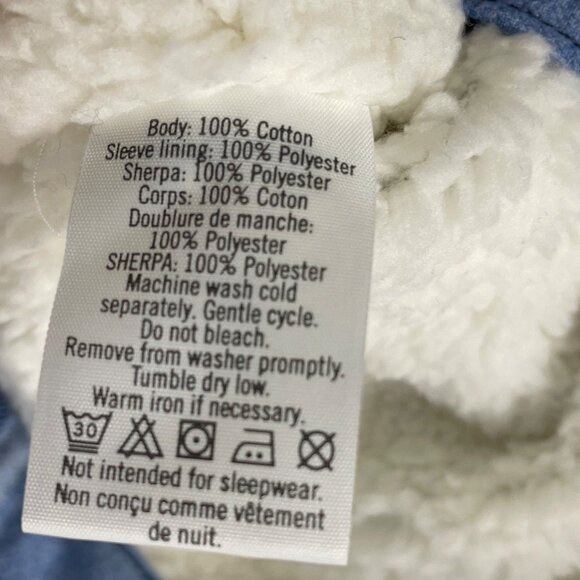 Body: 100% Cotton
Sleeve lining: 100% Polyester
Sherpa: 100% Polyester
Corps: 100% Coton
Doublure de manche:
100% Polyester
SHERPA: 100% Polyester
Machine wash cold
separately. Gentle cycle.
Do not bleach.
Remove from washer promptly.
Tumble dry low.
Warm iron if necessary.
30
Not intended for sleepwear.
Non conçu comme vêtement
de nuit.